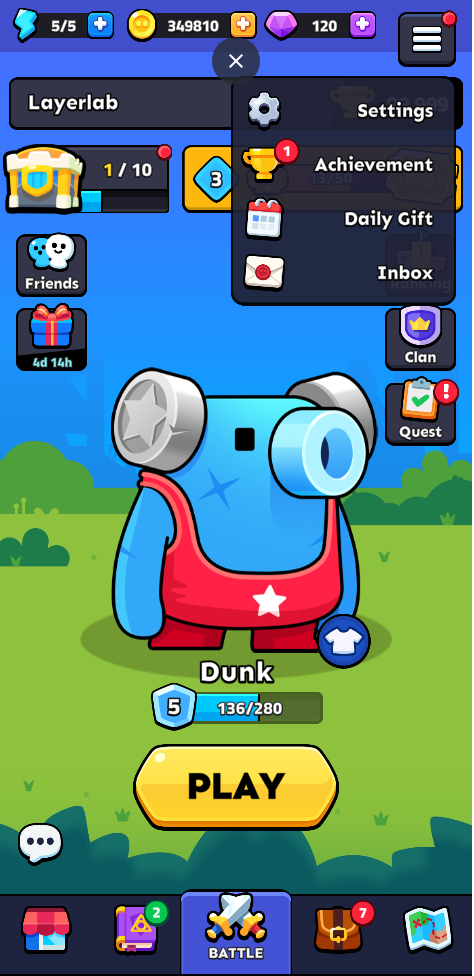 5/5
349810
120
Layerlab
Settings
1
Achievement
Daily Gift
Inbox
1 / 10
3
Friends
Ranking
4d 14h
Clan
Quest
Dunk
5
136/280
PLAY
2
BATTLE
7